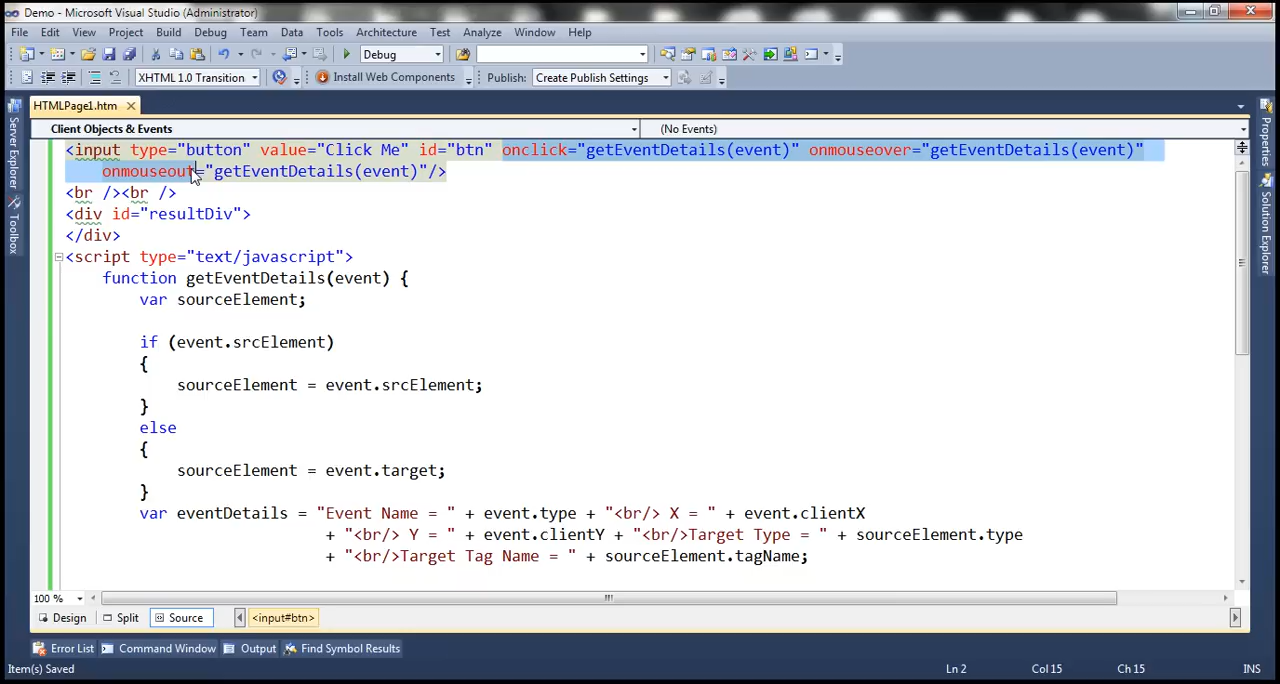 Demo - Microsoft Visual Studio (Administrator)
File Edit View Project Build Debug Team Data Tools Architecture Test Analyze Window Help
Debug
XHTML 1.0 Transition Install Web Components Publish: Create Publish Settings
HTMLPage1.htm
Client Objects & Events (No Events)
<input type="button" value="Click Me" id="btn" onclick="getEventDetails(event)" onmouseover="getEventDetails(event)"
onmouseout="getEventDetails(event)"/>
<br /><br />
<div id="resultDiv">
</div>
<script type="text/javascript">
function getEventDetails(event) {
var sourceElement;
if (event.srcElement)
{
sourceElement = event.srcElement;
}
else
{
sourceElement = event.target;
}
var eventDetails = "Event Name = " + event.type + "<br/> X = " + event.clientX
+ "<br/> Y = " + event.clientY + "<br/>Target Type = " + sourceElement.type
+ "<br/>Target Tag Name = " + sourceElement.tagName;
100 %
Design Split Source <input#btn>
Error List Command Window Output Find Symbol Results
Item(s) Saved Ln 2 Col 15 Ch 15 INS
Server Explorer
Toolbox
Properties
Solution Explorer